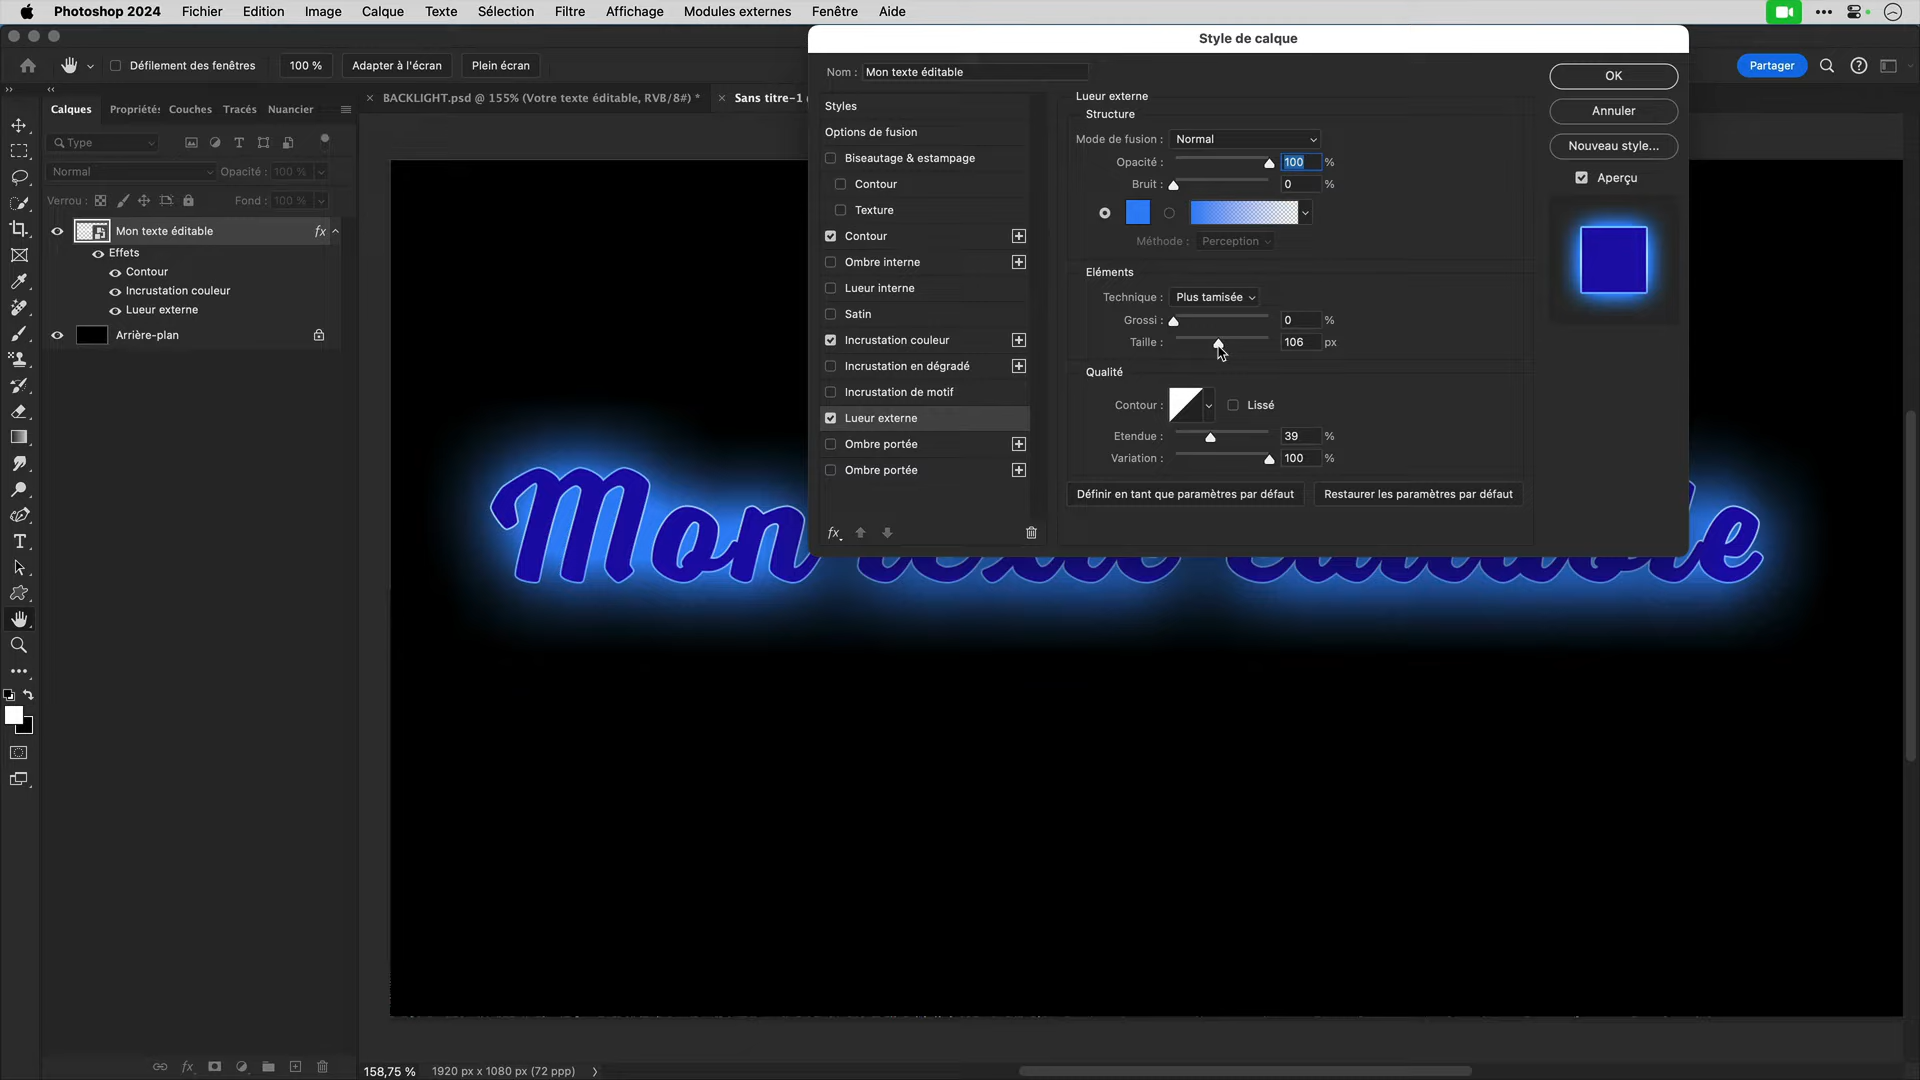 Photoshop 2024 Fichier Edition Image Calque Texte Sélection Filtre Affichage Modules externes Fenêtre Aide
Style de calque
Défilement des fenêtres 100 % Adapter à l'écran Plein écran
Partager
Calques Propriété: Couches Tracés Nuancier
BACKLIGHT.psd @ 155% (Votre texte éditable, RVB/8#) *
Sans titre-1
Type
Normal Opacité : 100 %
Verrou : Fond : 100 %
Mon texte éditable fx
Effets
Contour
Incrustation couleur
Lueur externe
Arrière-plan
Nom : Mon texte éditable
Styles
Options de fusion
Biseautage & estampage
Contour
Texture
Contour
Ombre interne
Lueur interne
Satin
Incrustation couleur
Incrustation en dégradé
Incrustation de motif
Lueur externe
Ombre portée
Ombre portée
fx
Lueur externe
Structure
Mode de fusion : Normal
Opacité : 100 %
Bruit : 0 %
Méthode : Perception
Eléments
Technique : Plus tamisée
Grossi : 0 %
Taille : 106 px
Qualité
Contour : Lissé
Etendue : 39 %
Variation : 100 %
Définir en tant que paramètres par défaut Restaurer les paramètres par défaut
OK
Annuler
Nouveau style...
Aperçu
Mon texte éditable
fx
158,75 % 1920 px x 1080 px (72 ppp)